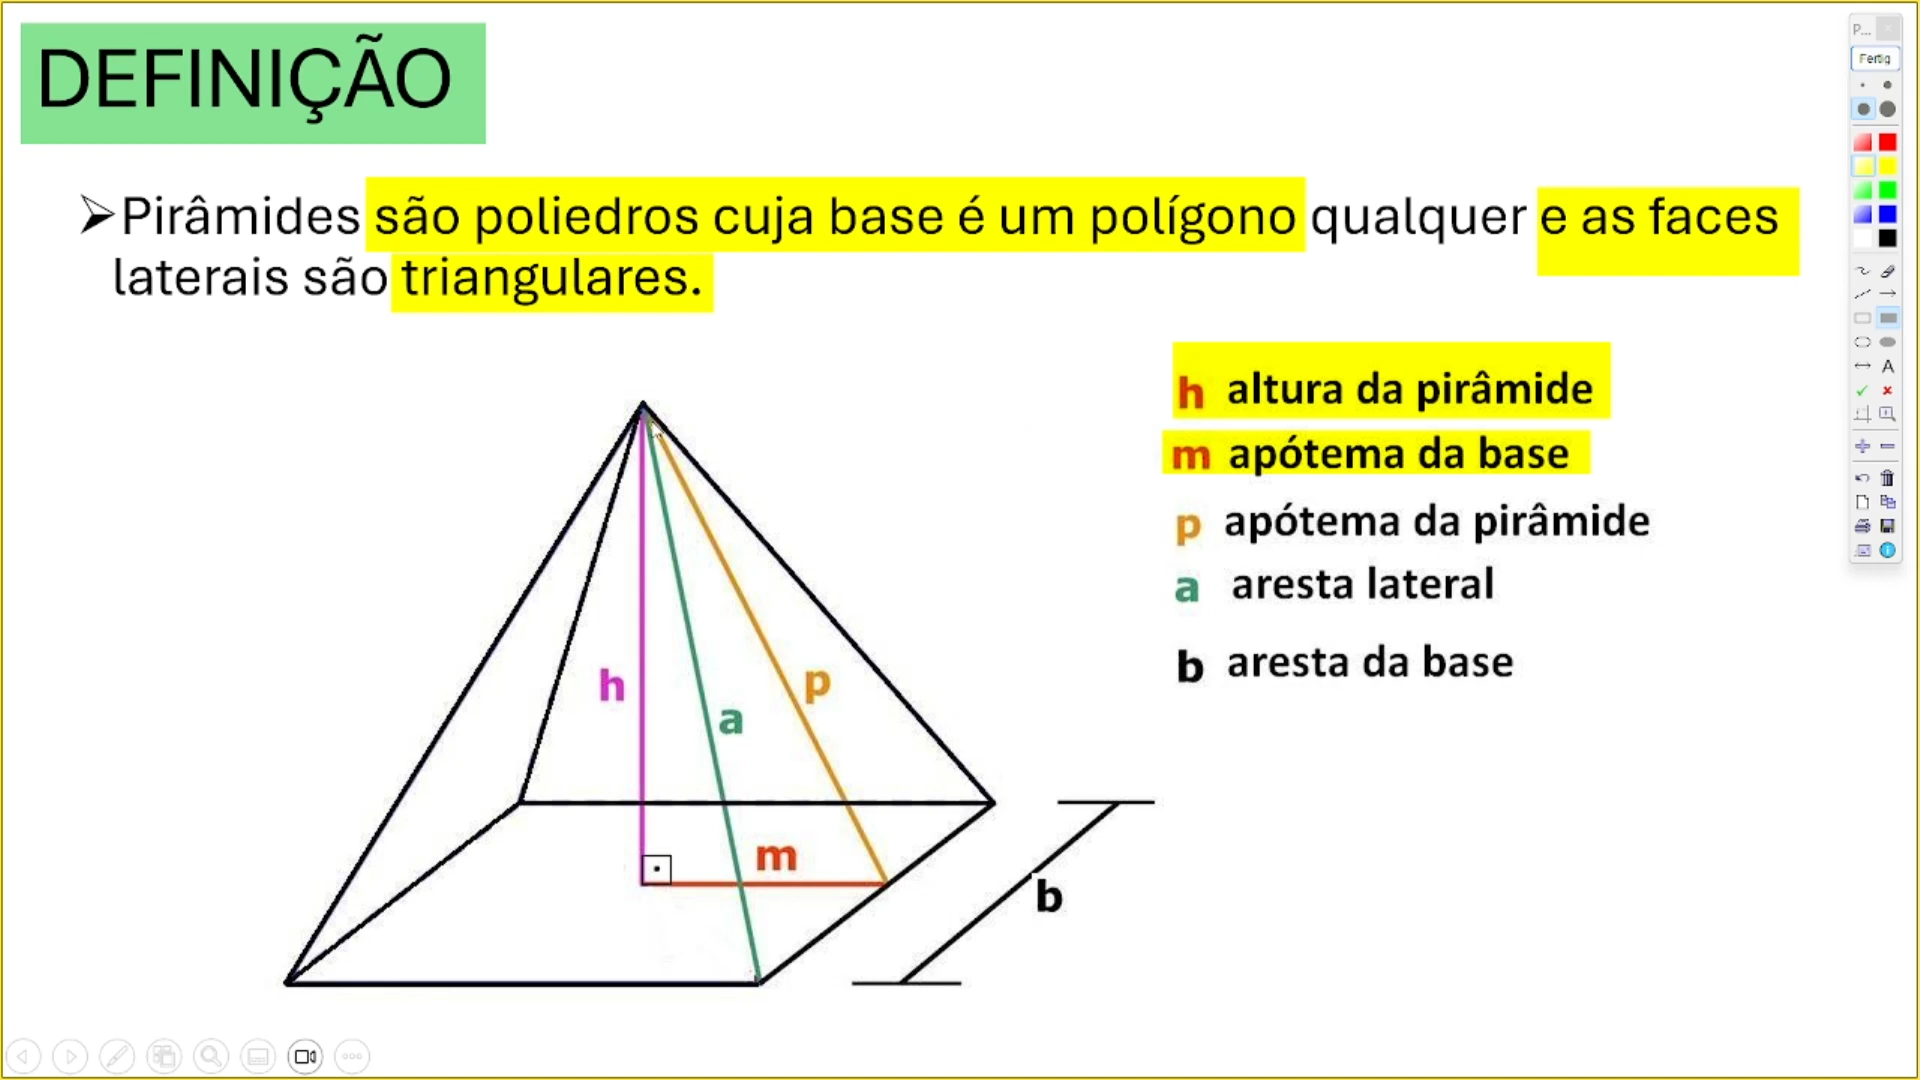 DEFINIÇÃO
➢Pirâmides são poliedros cuja base é um polígono qualquer e as faces
laterais são triangulares.
h altura da pirâmide
m apótema da base
p apótema da pirâmide
a aresta lateral
b aresta da base
h
p
a
m
b
P...
Fertig
A